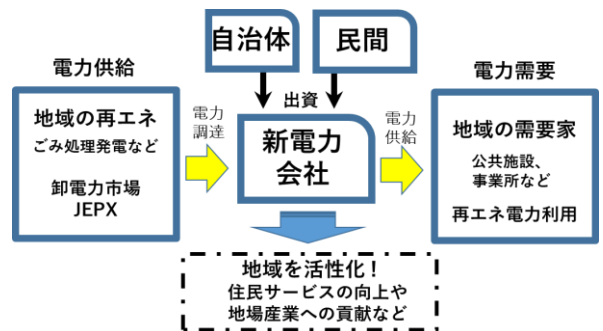 自治体
民間
出資
電力供給
地域の再エネ
ごみ処理発電など
卸電力市場
JEPX
電力
調達
新電力
会社
電力
供給
電力需要
地域の需要家
公共施設、
事業所など
再エネ電力利用
地域を活性化！
住民サービスの向上や
地場産業への貢献など